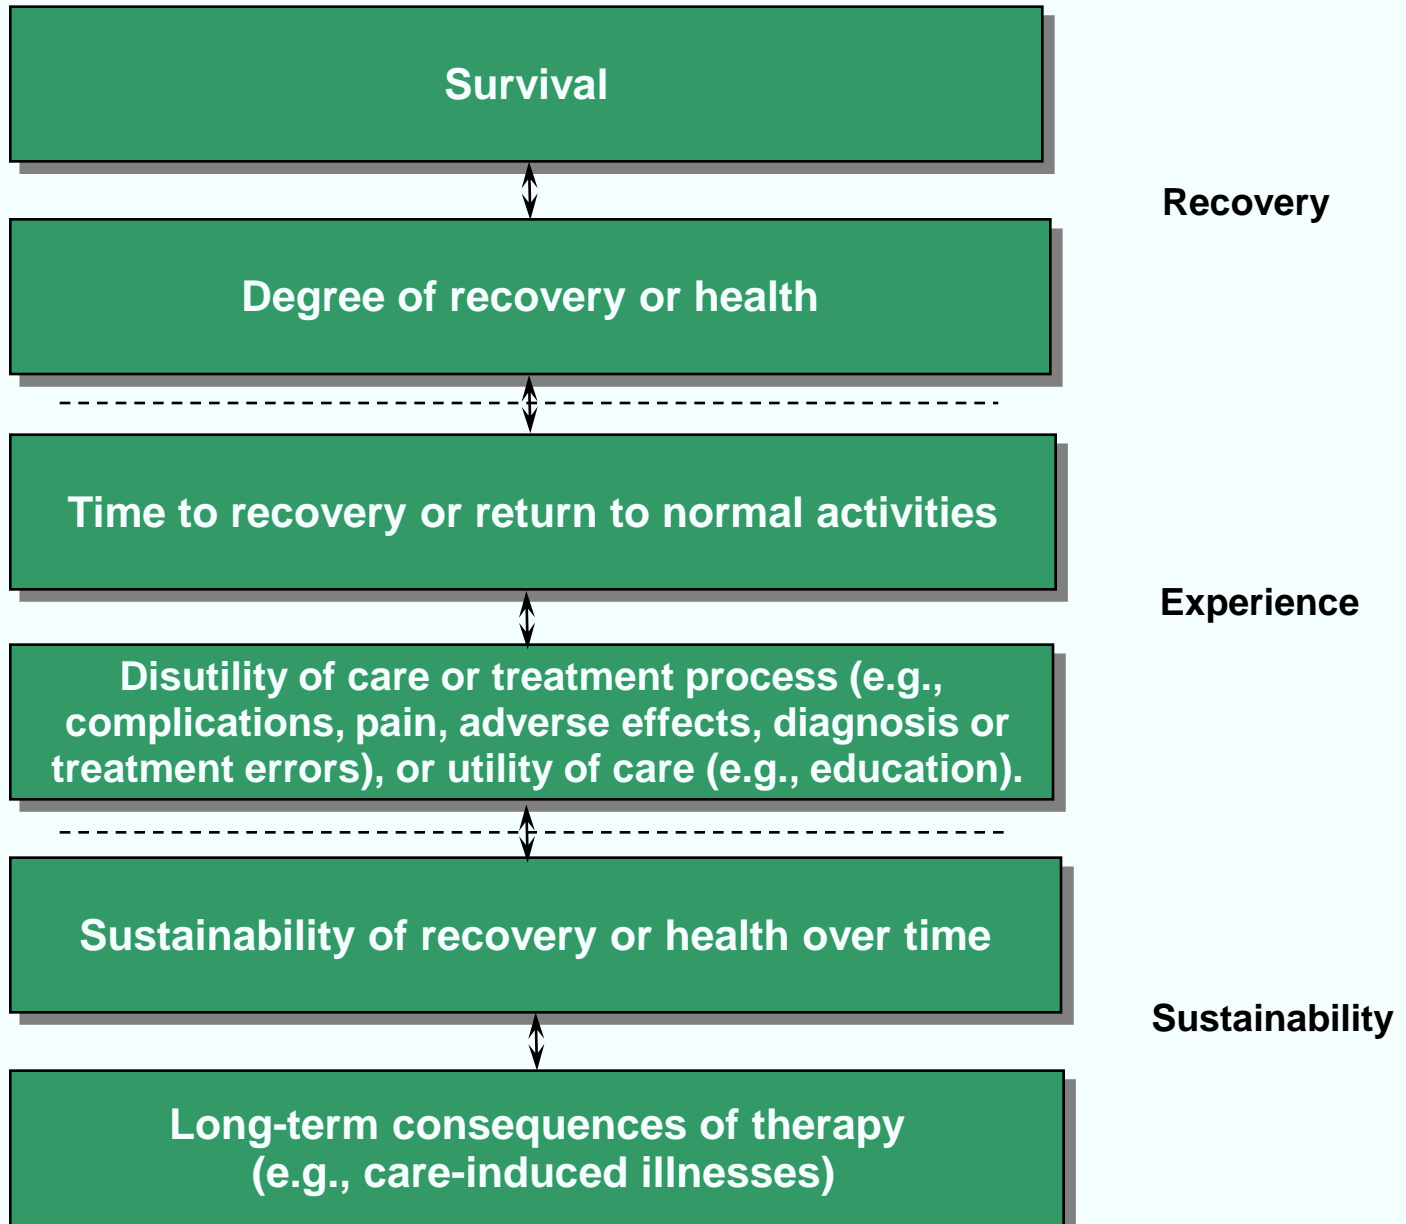 Survival
Recovery
Degree of recovery or health
Time to recovery or return to normal activities
Experience
Disutility of care or treatment process (e.g.,
complications, pain, adverse effects, diagnosis or
treatment errors), or utility of care (e.g., education).
Sustainability of recovery or health over time
Sustainability
Long-term consequences of therapy
(e.g., care-induced illnesses)